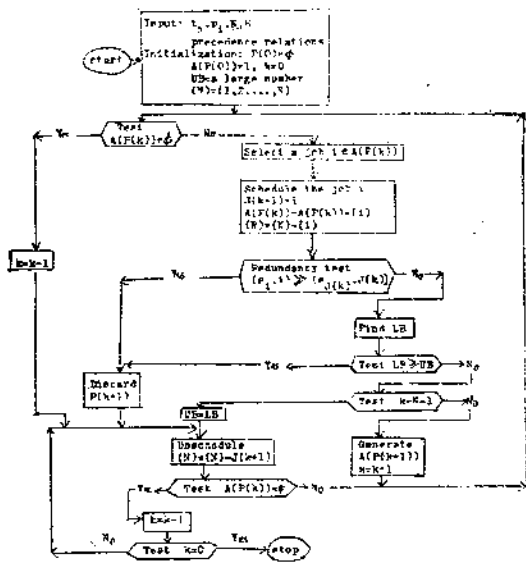 start
Input:
precedence relations
Initialization: P(0)=φ
A(P(0))=1, k=0
UB=a large number
(N)=(1,2,...,N)
Test
A(P(k))=φ
Yes
No
Select a job i∈A(P(k))
Schedule the job i
J(k+1)=i
A(P(k))=A(P(k))-(i)
(N)=(N)-(i)
k=k-1
Redundancy test
Yes
No
Find LB
Test LB≥UB
Yes
No
Discard
P(k+1)
Test k=N-1
No
UB=LB
Unschedule
(N)=(N)-J(k+1)
Generate
A(P(k+1))
k=k+1
Test A(P(k))=φ
Yes
No
k=k-1
Test k=0
No
Yes
stop